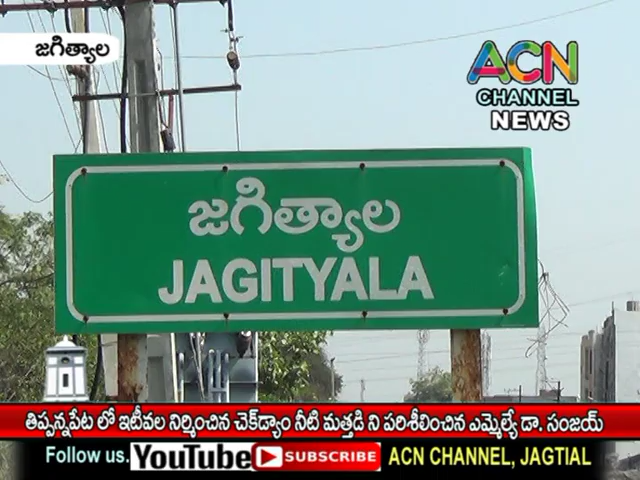 జగిత్యాల
ACN
CHANNEL
NEWS
జగిత్యాల
JAGITYALA
తిప్పన్నపేట లో ఇటీవల నిర్మించిన చెక్‌డ్యాం నీటి మత్తడి ని పరిశీలించిన ఎమ్మెల్యే డా. సంజయ్
Follow us. YouTube SUBSCRIBE ACN CHANNEL, JAGTIAL